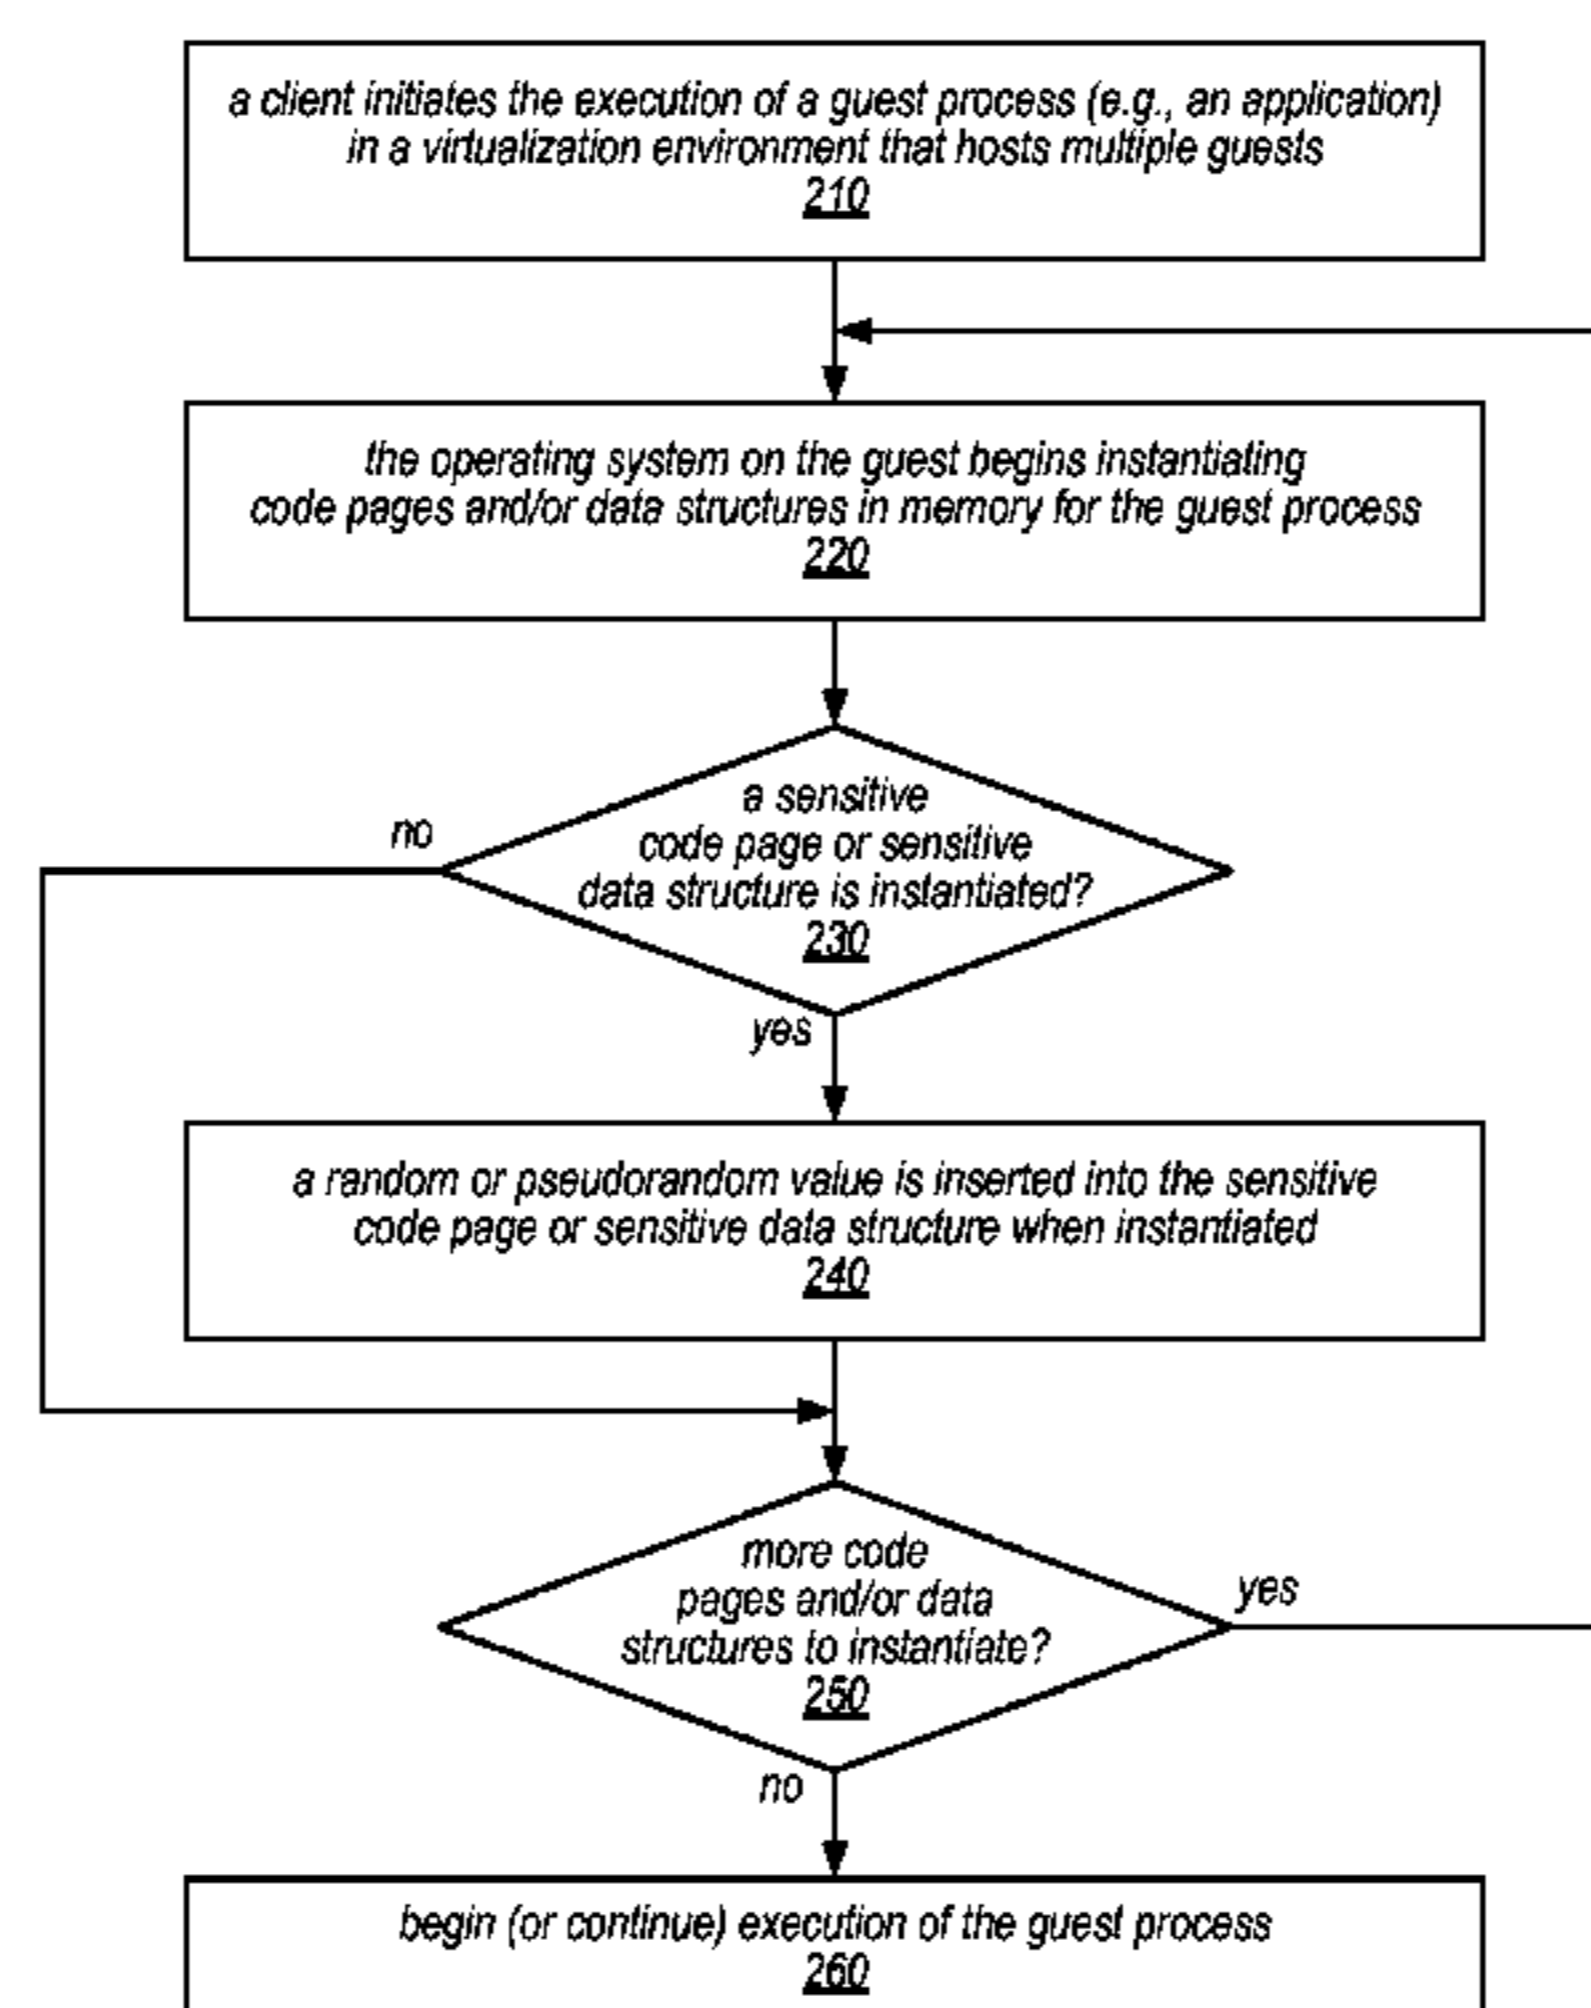 a client initiates the execution of a guest process (e.g., an application)
in a virtualization environment that hosts multiple guests
210
the operating system on the guest begins instantiating
code pages and/or data structures in memory for the guest process
220
a sensitive
code page or sensitive
data structure is instantiated?
230
no
yes
a random or pseudorandom value is inserted into the sensitive
code page or sensitive data structure when instantiated
240
more code
pages and/or data
structures to instantiate?
250
yes
no
begin (or continue) execution of the guest process
260